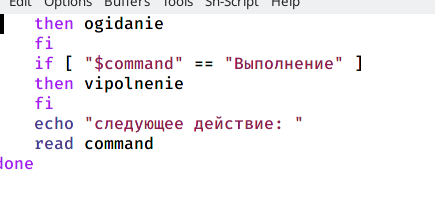 Edit Options Buffers Tools Sh-Script Help
then ogidanie
fi
if [ "$command" == "Выполнение" ]
then vipolnenie
fi
echo "следующее действие: "
read command
done